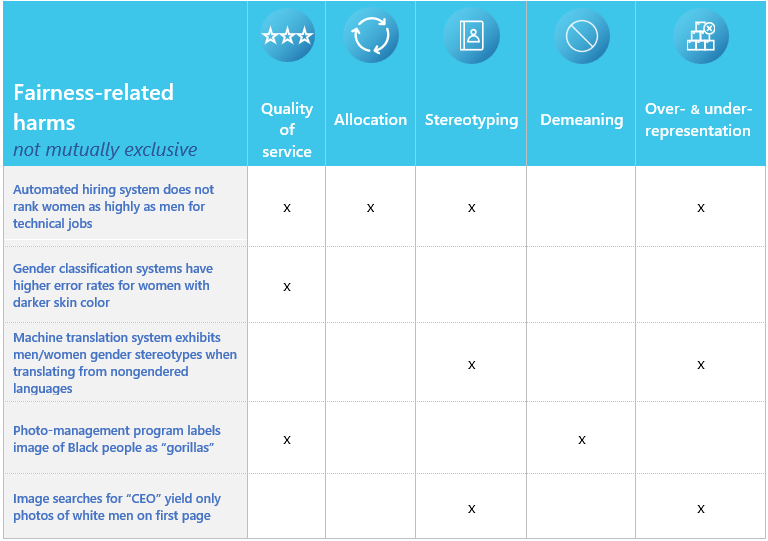 Fairness-related
harms
not mutually exclusive
Quality
of
service
Allocation
Stereotyping
Demeaning
Over- & under-
representation
Automated hiring system does not
rank women as highly as men for
technical jobs
x x x x
Gender classification systems have
higher error rates for women with
darker skin color
x
Machine translation system exhibits
men/women gender stereotypes when
translating from nongendered
languages
x x
Photo-management program labels
image of Black people as “gorillas”
x x
Image searches for “CEO” yield only
photos of white men on first page
x x